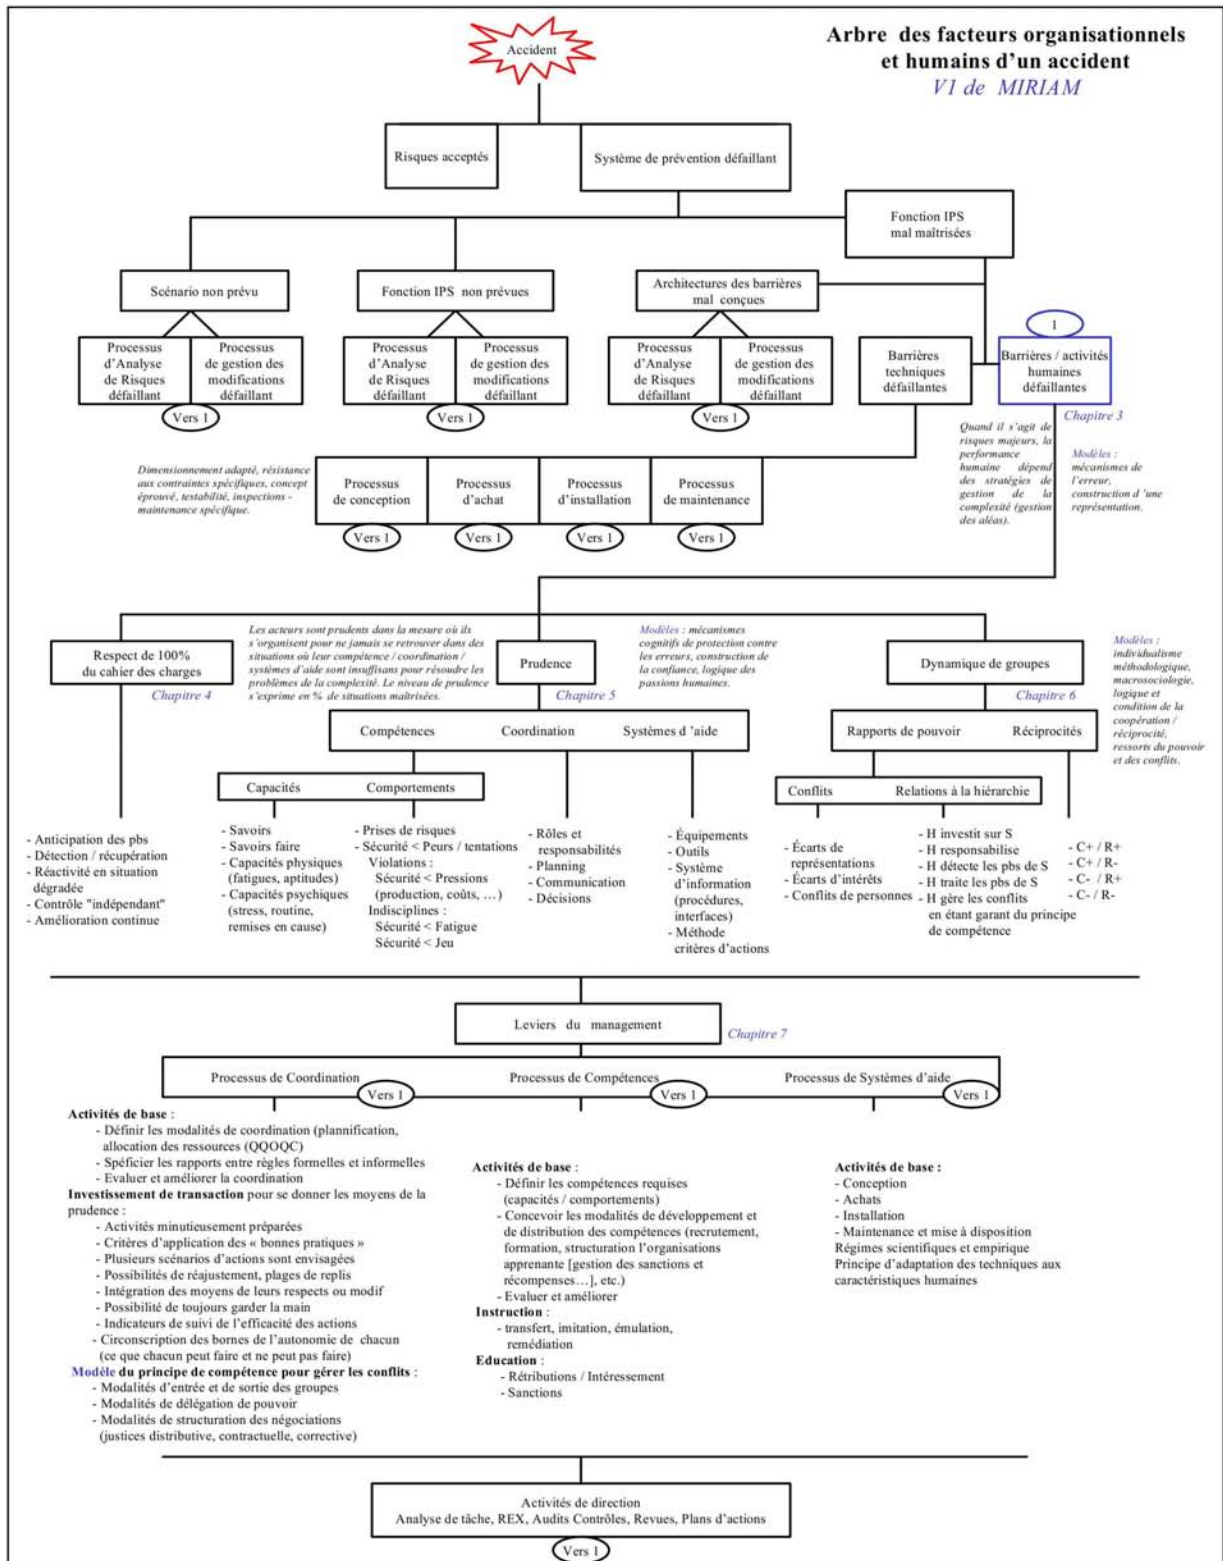 Accident
Arbre des facteurs organisationnels
et humains d'un accident
V1 de MIRIAM
Risques acceptés
Système de prévention défaillant
Fonction IPS
mal maîtrisées
Scénario non prévu
Fonction IPS non prévues
Architectures des barrières
mal conçues
1
Processus
d'Analyse
de Risques
défaillant
Processus
de gestion des
modifications
défaillant
Vers 1
Processus
d'Analyse
de Risques
défaillant
Processus
de gestion des
modifications
défaillant
Vers 1
Processus
d'Analyse
de Risques
défaillant
Processus
de gestion des
modifications
défaillant
Vers 1
Barrières
techniques
défaillantes
Barrières / activités
humaines
défaillantes
Chapitre 3
Quand il s'agit de
risques majeurs, la
performance
humaine dépend
des stratégies de
gestion de la
complexité (gestion
des aléas).
Modèles :
mécanismes de
l'erreur,
construction d 'une
représentation.
Dimensionnement adapté, résistance
aux contraintes spécifiques, concept
éprouvé, testabilité, inspections -
maintenance spécifique.
Processus
de conception
Vers 1
Processus
d'achat
Vers 1
Processus
d'installation
Vers 1
Processus
de maintenance
Vers 1
Respect de 100%
du cahier des charges
Chapitre 4
Les acteurs sont prudents dans la mesure où ils
s'organisent pour ne jamais se retrouver dans des
situations où leur compétence / coordination /
systèmes d'aide sont insuffisans pour résoudre les
problèmes de la complexité. Le niveau de prudence
s'exprime en % de situations maîtrisées.
Prudence
Chapitre 5
Modèles : mécanismes
cognitifs de protection contre
les erreurs, construction de
la confiance, logique des
passions humaines.
Dynamique de groupes
Chapitre 6
Modèles :
individualisme
méthodologique,
macrosociologie,
logique et
condition de la
coopération /
réciprocité,
ressorts du pouvoir
et des conflits.
Compétences Coordination Systèmes d 'aide
Rapports de pouvoir Réciprocités
Capacités Comportements
Conflits Relations à la hiérarchie
- Anticipation des pbs
- Détection / récupération
- Réactivité en situation
dégradée
- Contrôle "indépendant"
- Amélioration continue
- Savoirs
- Savoirs faire
- Capacités physiques
(fatigues, aptitudes)
- Capacités psychiques
(stress, routine,
remises en cause)
- Prises de risques
- Sécurité < Peurs / tentations
Violations :
Sécurité < Pressions
(production, coûts, …)
Indisciplines :
Sécurité < Fatigue
Sécurité < Jeu
- Rôles et
responsabilités
- Planning
- Communication
- Décisions
- Équipements
- Outils
- Système
d'information
(procédures,
interfaces)
- Méthode
critères d'actions
- Écarts de
représentations
- Écarts d'intérêts
- Conflits de personnes
- H investit sur S
- H responsabilise
- H détecte les pbs de S
- H traite les pbs de S
- H gère les conflits
en étant garant du principe
de compétence
- C+ / R+
- C+ / R-
- C- / R+
- C- / R-
Leviers du management
Chapitre 7
Processus de Coordination Processus de Compétences Processus de Systèmes d'aide
Vers 1
Vers 1
Vers 1
Activités de base :
- Définir les modalités de coordination (plannification,
allocation des ressources (QQOQC)
- Spéficier les rapports entre règles formelles et informelles
- Evaluer et améliorer la coordination
Investissement de transaction pour se donner les moyens de la
prudence :
- Activités minutieusement préparées
- Critères d'application des « bonnes pratiques »
- Plusieurs scénarios d'actions sont envisagées
- Possibilités de réajustement, plages de replis
- Intégration des moyens de leurs respects ou modif
- Possibilité de toujours garder la main
- Indicateurs de suivi de l'efficacité des actions
- Circonscription des bornes de l'autonomie de chacun
(ce que chacun peut faire et ne peut pas faire)
Modèle du principe de compétence pour gérer les conflits :
- Modalités d'entrée et de sortie des groupes
- Modalités de délégation de pouvoir
- Modalités de structuration des négociations
(justices distributive, contractuelle, corrective)
Activités de base :
- Définir les compétences requises
(capacités / comportements)
- Concevoir les modalités de développement et
de distribution des compétences (recrutement,
formation, structuration l'organisations
apprenante [gestion des sanctions et
récompenses…], etc.)
- Evaluer et améliorer
Instruction :
- transfert, imitation, émulation,
remédiation
Education :
- Rétributions / Intéressement
- Sanctions
Activités de base :
- Conception
- Achats
- Installation
- Maintenance et mise à disposition
Régimes scientifiques et empirique
Principe d'adaptation des techniques aux
caractéristiques humaines
Activités de direction
Analyse de tâche, REX, Audits Contrôles, Revues, Plans d'actions
Vers 1